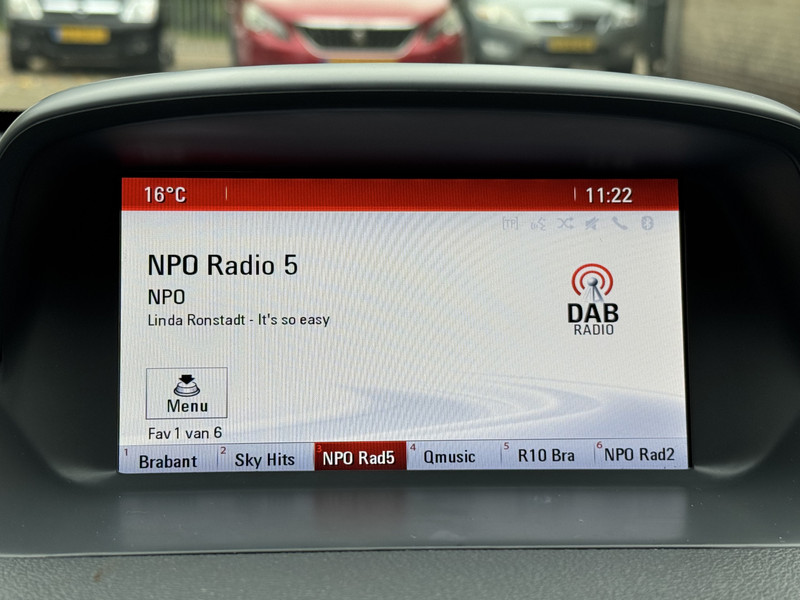 16°C 11:22
NPO Radio 5
NPO
Linda Ronstadt - It's so easy
DAB
RADIO
Menu
Fav 1 van 6
1 Brabant 2 Sky Hits 3 NPO Rad5 4 Qmusic 5 R10 Bra 6 NPO Rad2